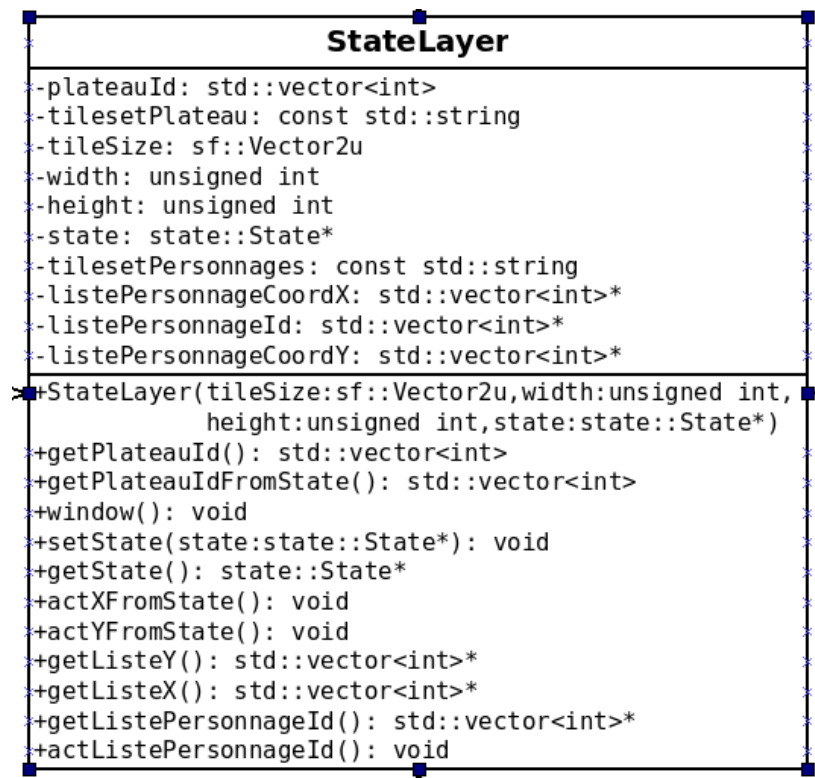 StateLayer
-plateauId: std::vector<int>
-tilesetPlateau: const std::string
-tileSize: sf::Vector2u
-width: unsigned int
-height: unsigned int
-state: state::State*
-tilesetPersonnages: const std::string
-listePersonnageCoordX: std::vector<int>*
-listePersonnageId: std::vector<int>*
-listePersonnageCoordY: std::vector<int>*
+StateLayer(tileSize:sf::Vector2u,width:unsigned int,
height:unsigned int,state:state::State*)
+getPlateauId(): std::vector<int>
+getPlateauIdFromState(): std::vector<int>
+window(): void
+setState(state:state::State*): void
+getState(): state::State*
+actXFromState(): void
+actYFromState(): void
+getListeY(): std::vector<int>*
+getListeX(): std::vector<int>*
+getListePersonnageId(): std::vector<int>*
+actListePersonnageId(): void